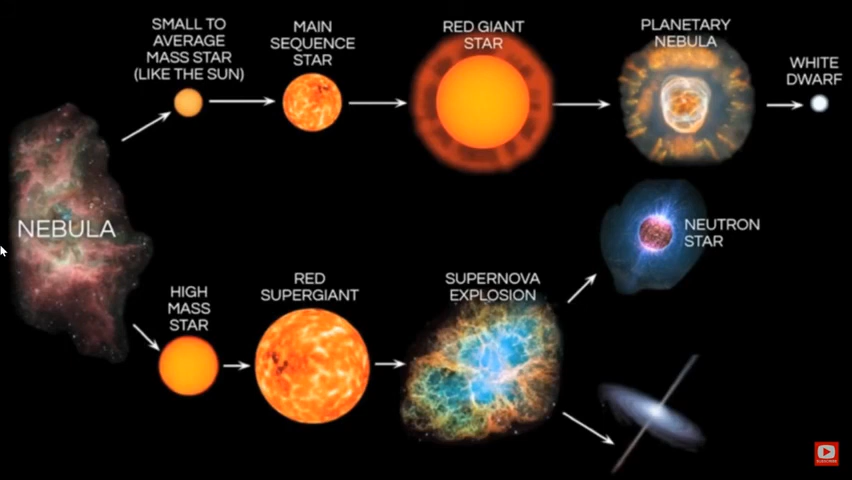 SMALL TO
AVERAGE
MASS STAR
(LIKE THE SUN)
MAIN
SEQUENCE
STAR
RED GIANT
STAR
PLANETARY
NEBULA
WHITE
DWARF
NEBULA
NEUTRON
STAR
HIGH
MASS
STAR
RED
SUPERGIANT
SUPERNOVA
EXPLOSION
SUBSCRIBE